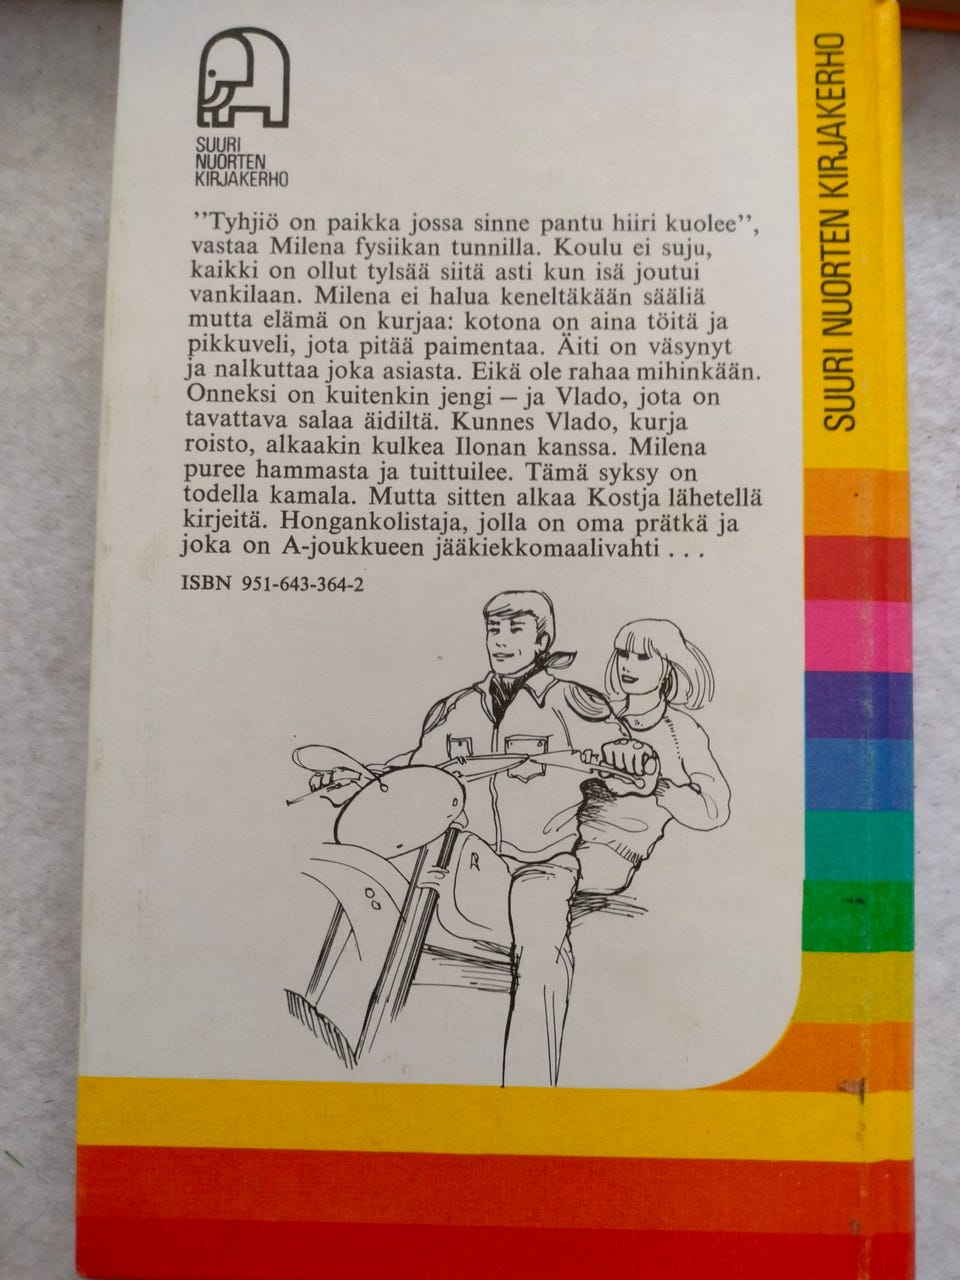 SUURI
NUORTEN
KIRJAKERHO
”Tyhjiö on paikka jossa sinne pantu hiiri kuolee”,
vastaa Milena fysiikan tunnilla. Koulu ei suju,
kaikki on ollut tylsää siitä asti kun isä joutui
vankilaan. Milena ei halua keneltäkään sääliä
mutta elämä on kurjaa: kotona on aina töitä ja
pikkuveli, jota pitää paimentaa. Äiti on väsynyt
ja nalkuttaa joka asiasta. Eikä ole rahaa mihinkään.
Onneksi on kuitenkin jengi – ja Vlado, jota on
tavattava salaa äidiltä. Kunnes Vlado, kurja
roisto, alkaakin kulkea Ilonan kanssa. Milena
puree hammasta ja tuittuilee. Tämä syksy on
todella kamala. Mutta sitten alkaa Kostja lähetellä
kirjeitä. Hongankolistaja, jolla on oma prätkä ja
joka on A-joukkueen jääkiekkomaalivahti . . .
ISBN 951-643-364-2
SUURI NUORTEN KIRJAKERHO